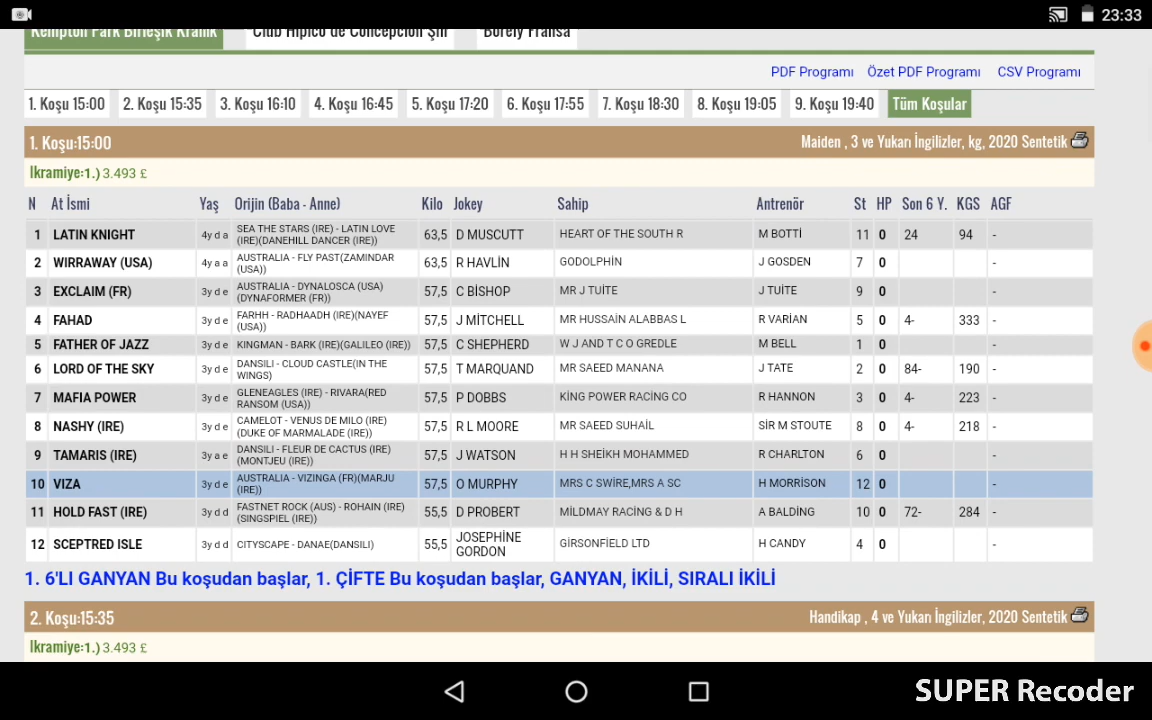 23:33
Kempton Park Birleşik Krallık Club Hipico de Concepcion Şili Borely Fransa
PDF Programı Özet PDF Programı CSV Programı
1. Koşu 15:00 2. Koşu 15:35 3. Koşu 16:10 4. Koşu 16:45 5. Koşu 17:20 6. Koşu 17:55 7. Koşu 18:30 8. Koşu 19:05 9. Koşu 19:40 Tüm Koşular
1. Koşu:15:00 Maiden , 3 ve Yukarı İngilizler, kg, 2020 Sentetik
İkramiye:1.) 3.493 £
N At İsmi Yaş Orijin (Baba - Anne) Kilo Jokey Sahip Antrenör St HP Son 6 Y. KGS AGF
1 LATIN KNIGHT 4y d a SEA THE STARS (IRE) - LATIN LOVE (IRE)(DANEHILL DANCER (IRE)) 63,5 D MUSCUTT HEART OF THE SOUTH R M BOTTİ 11 0 24 94 -
2 WIRRAWAY (USA) 4y a a AUSTRALIA - FLY PAST(ZAMINDAR (USA)) 63,5 R HAVLİN GODOLPHİN J GOSDEN 7 0 -
3 EXCLAIM (FR) 3y d e AUSTRALIA - DYNALOSCA (USA) (DYNAFORMER (FR)) 57,5 C BİSHOP MR J TUİTE J TUİTE 9 0 -
4 FAHAD 3y d e FARHH - RADHAADH (IRE)(NAYEF (USA)) 57,5 J MİTCHELL MR HUSSAİN ALABBAS L R VARİAN 5 0 4- 333 -
5 FATHER OF JAZZ 3y d e KINGMAN - BARK (IRE)(GALILEO (IRE)) 57,5 C SHEPHERD W J AND T C O GREDLE M BELL 1 0 -
6 LORD OF THE SKY 3y d e DANSILI - CLOUD CASTLE(IN THE WINGS) 57,5 T MARQUAND MR SAEED MANANA J TATE 2 0 84- 190 -
7 MAFIA POWER 3y d e GLENEAGLES (IRE) - RIVARA(RED RANSOM (USA)) 57,5 P DOBBS KİNG POWER RACİNG CO R HANNON 3 0 4- 223 -
8 NASHY (IRE) 3y d e CAMELOT - VENUS DE MILO (IRE) (DUKE OF MARMALADE (IRE)) 57,5 R L MOORE MR SAEED SUHAİL SİR M STOUTE 8 0 4- 218 -
9 TAMARIS (IRE) 3y a e DANSILI - FLEUR DE CACTUS (IRE) (MONTJEU (IRE)) 57,5 J WATSON H H SHEİKH MOHAMMED R CHARLTON 6 0 -
10 VIZA 3y d e AUSTRALIA - VIZINGA (FR)(MARJU (IRE)) 57,5 O MURPHY MRS C SWİRE,MRS A SC H MORRİSON 12 0 -
11 HOLD FAST (IRE) 3y d d FASTNET ROCK (AUS) - ROHAIN (IRE) (SINGSPIEL (IRE)) 55,5 D PROBERT MİLDMAY RACİNG & D H A BALDİNG 10 0 72- 284 -
12 SCEPTRED ISLE 3y d d CITYSCAPE - DANAE(DANSILI) 55,5 JOSEPHİNE GORDON GİRSONFİELD LTD H CANDY 4 0 -
1. 6'LI GANYAN Bu koşudan başlar, 1. ÇİFTE Bu koşudan başlar, GANYAN, İKİLİ, SIRALI İKİLİ
2. Koşu:15:35 Handikap , 4 ve Yukarı İngilizler, 2020 Sentetik
İkramiye:1.) 3.493 £
SUPER Recoder